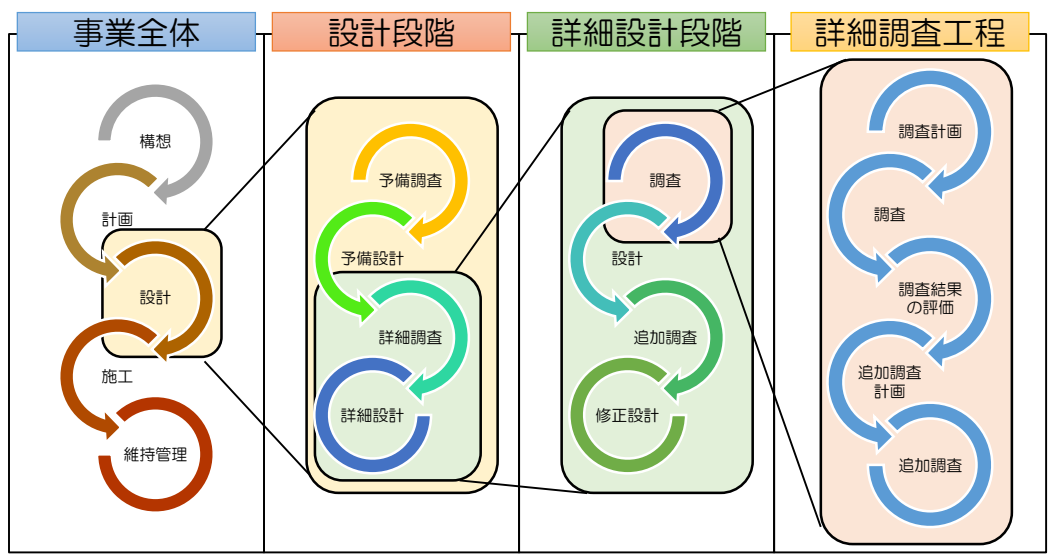 事業全体
構想
計画
設計
施工
維持管理
設計段階
予備調査
予備設計
詳細調査
詳細設計
詳細設計段階
調査
設計
追加調査
修正設計
詳細調査工程
調査計画
調査
調査結果
の評価
追加調査
計画
追加調査